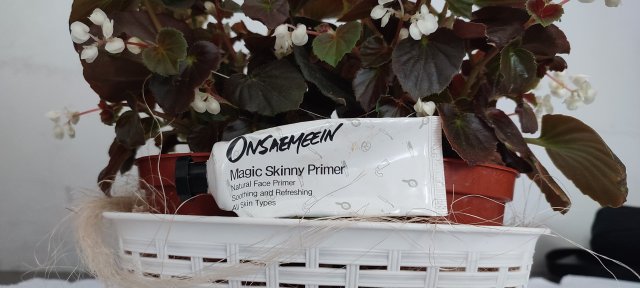 ONSAEMEEIN
Magic Skinny Primer
Natural Face Primer
Soothing and Refreshing
All Skin Types